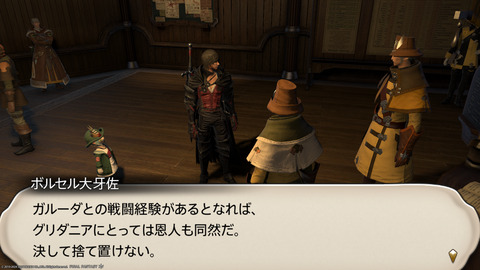 ボルセル大牙佐
ガルーダとの戦闘経験があるとなれば、
グリダニアにとっては恩人も同然だ。
決して捨て置けない。